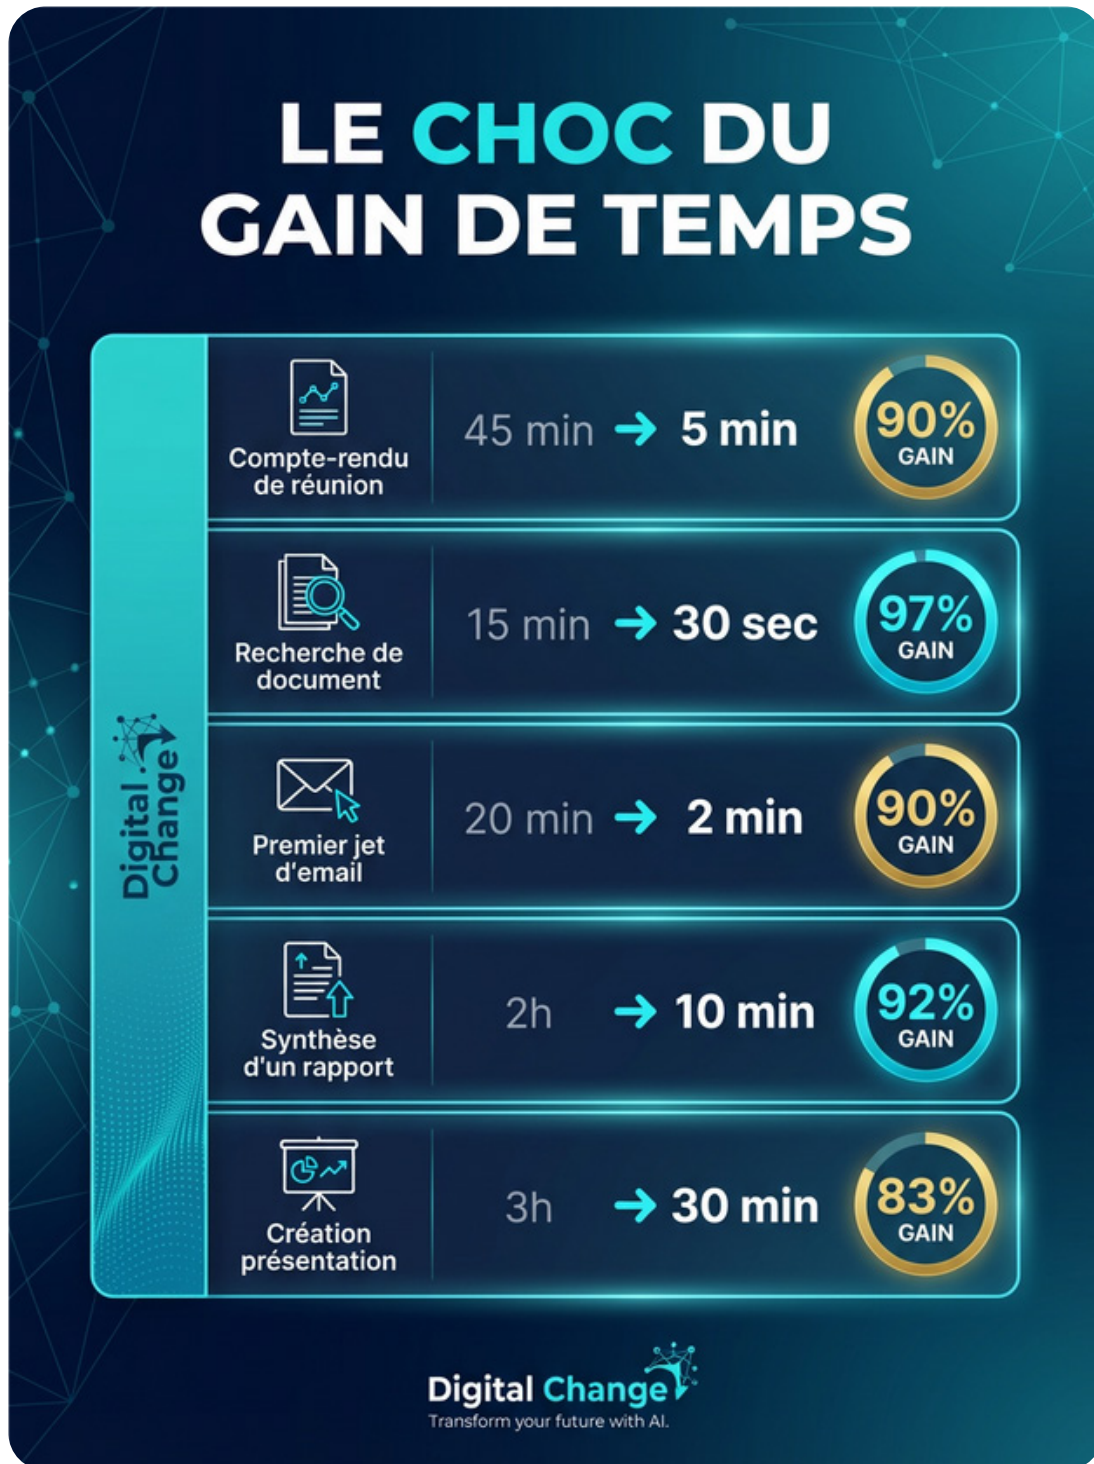 LE CHOC DU
GAIN DE TEMPS
Digital
Change
Compte-rendu
de réunion
45 min
5 min
90%
GAIN
Recherche de
document
15 min
30 sec
97%
GAIN
Premier jet
d'email
20 min
2 min
90%
GAIN
Synthèse
d'un rapport
2h
10 min
92%
GAIN
Création
présentation
3h
30 min
83%
GAIN
Digital Change
Transform your future with AI.